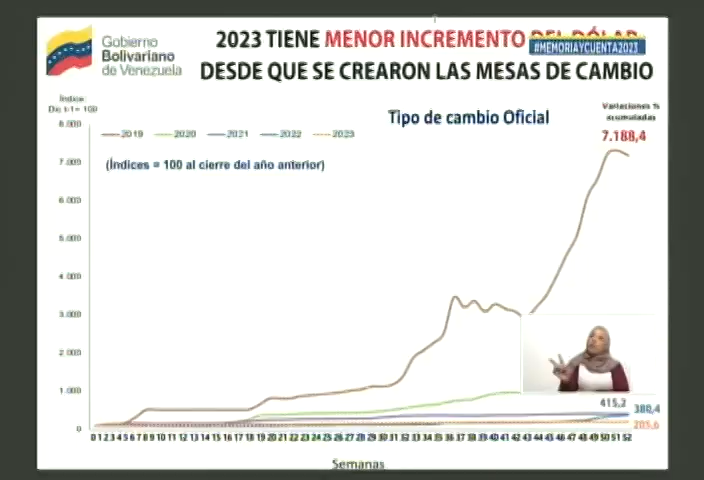 Gobierno
Bolivariano
de Venezuela
2023 TIENE MENOR INCREMENTO DEL DÓLAR
#MEMORIAYCUENTA2023
DESDE QUE SE CREARON LAS MESAS DE CAMBIO
Índice
Tipo de cambio Oficial
Variaciones %
acumuladas
7.188,4
2019 2020 2021 2022 2023
(Índices = 100 al cierre del año anterior)
8.000
7.000
6.000
5.000
4.000
3.000
2.000
1.000
0
415,2
380,4
205,6
0 1 2 3 4 5 6 7 8 9 10 11 12 13 14 15 16 17 18 19 20 21 22 23 24 25 26 27 28 29 30 31 32 33 34 35 36 37 38 39 40 41 42 43 44 45 46 47 48 49 50 51 52
Semanas